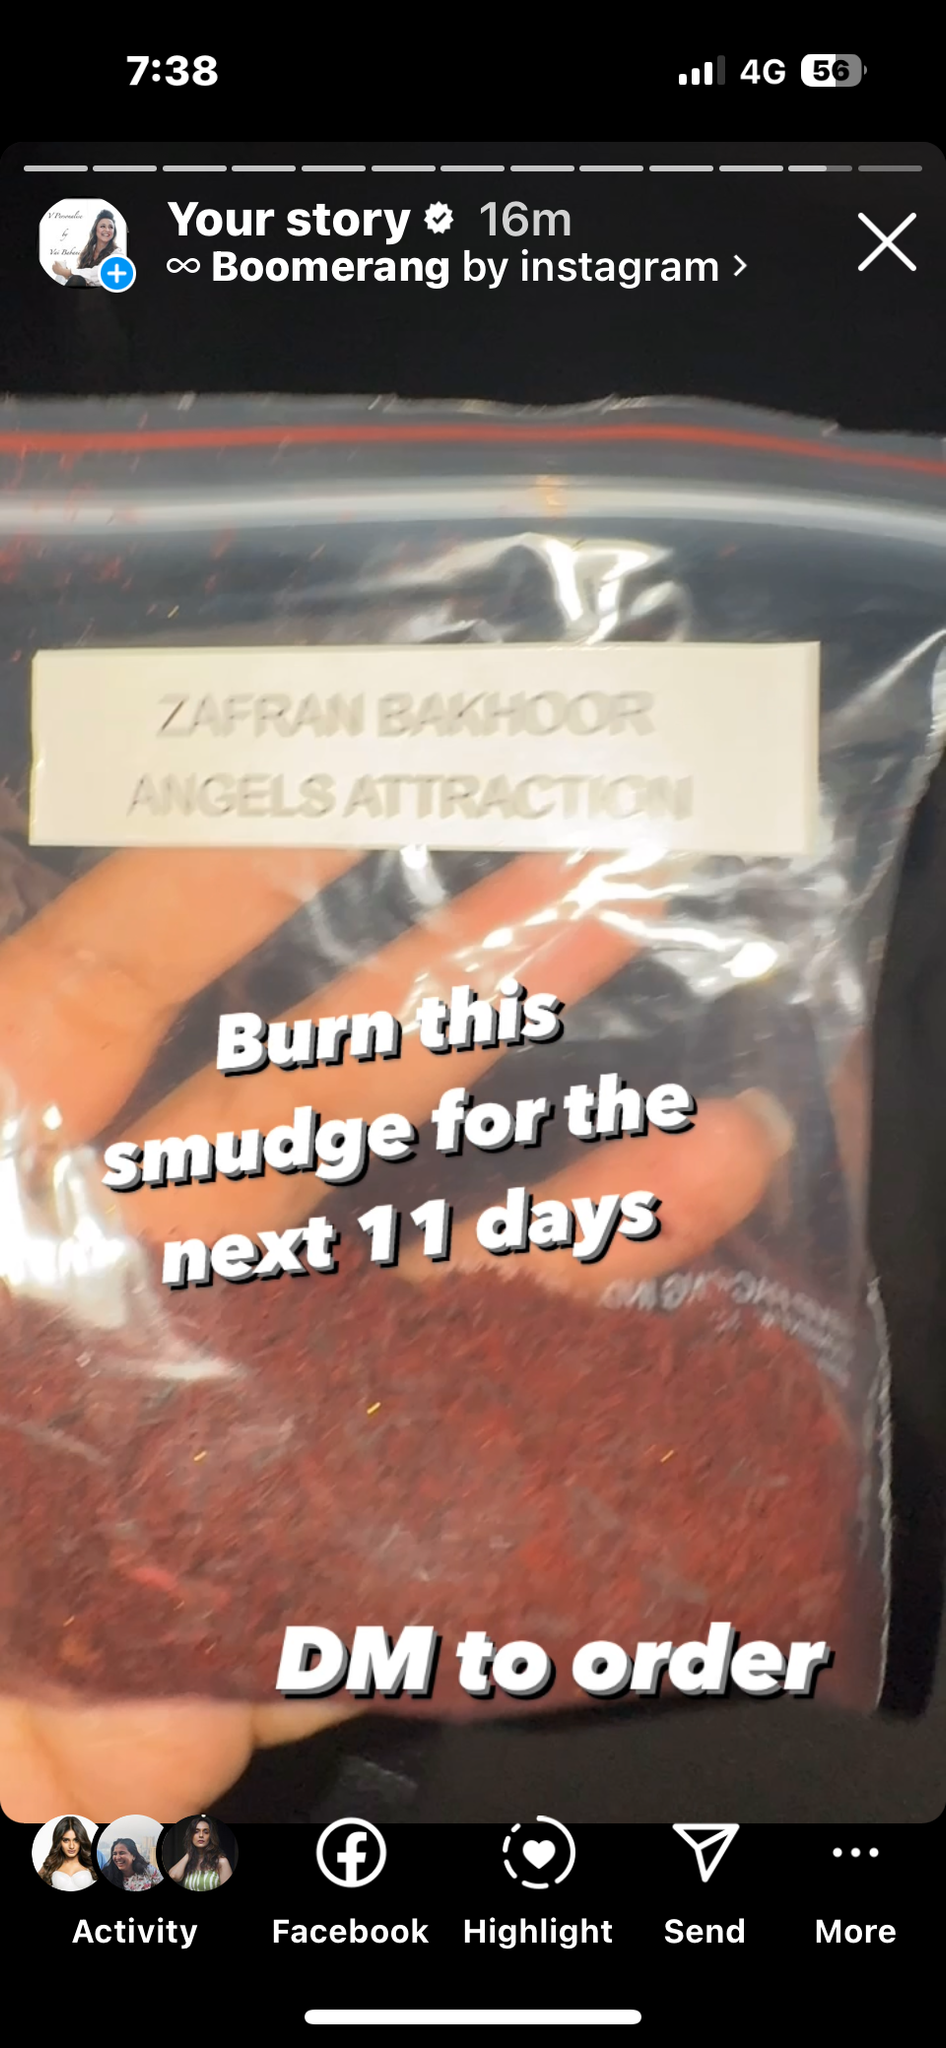 7:38
4G
56
Your story 16m
Boomerang by instagram
ZAFRAN BAKHOOR
ANGELS ATTRACTION
Burn this
smudge for the
next 11 days
DM to order
Activity Facebook Highlight Send More